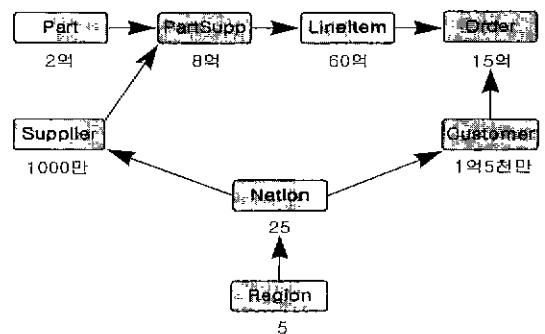 Part PartSupp LineItem Order
2억 8억 60억 15억
Supplier Customer
1000만 1억5천만
Nation
25
Region
5